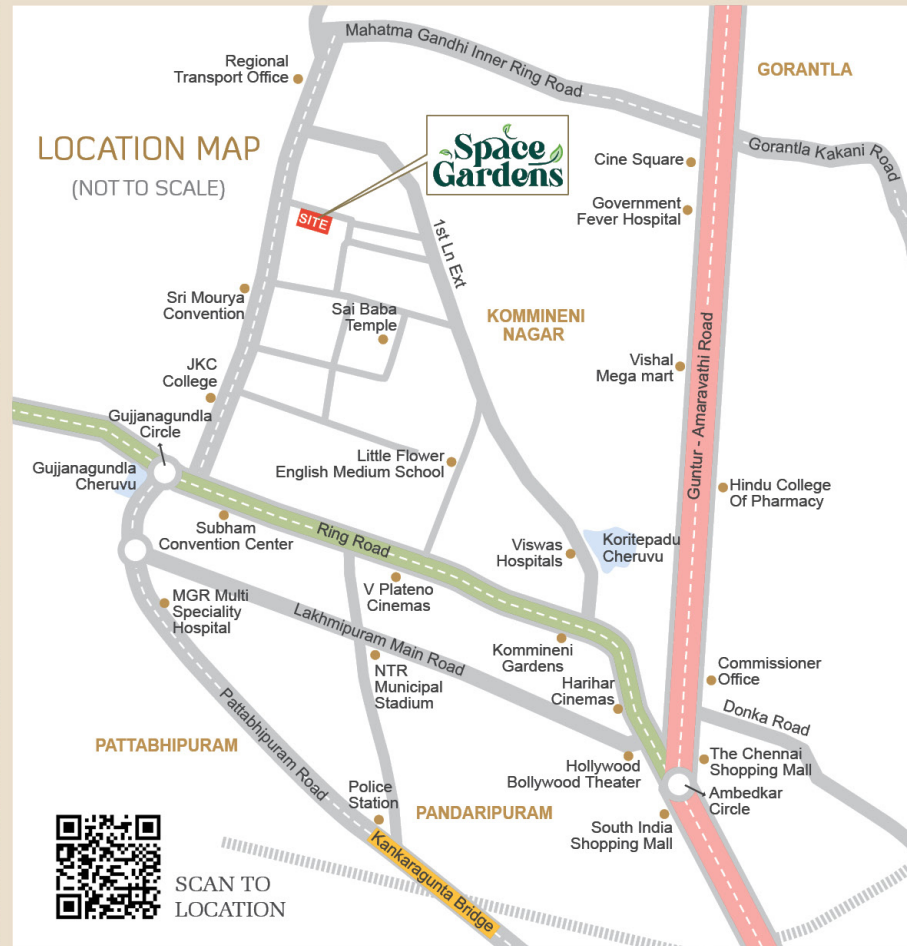 Mahatma Gandhi Inner Ring Road
Regional
Transport Office
GORANTLA
LOCATION MAP
(NOT TO SCALE)
Space
Gardens
Gorantla Kakani Road
Cine Square
Government
Fever Hospital
SITE
1st Ln Ext
Sri Mourya
Convention
Sai Baba
Temple
KOMMINENI
NAGAR
Guntur - Amaravathi Road
Vishal
Mega mart
JKC
College
Gujjanagundla
Circle
Gujjanagundla
Cheruvu
Little Flower
English Medium School
Hindu College
Of Pharmacy
Subham
Convention Center
Ring Road
Viswas
Hospitals
Koritepadu
Cheruvu
V Plateno
Cinemas
MGR Multi
Speciality
Hospital
Lakhmipuram Main Road
Kommineni
Gardens
NTR
Municipal
Stadium
Harihar
Cinemas
Commissioner
Office
Donka Road
Pattabhipuram Road
PATTABHIPURAM
Hollywood
Bollywood Theater
The Chennai
Shopping Mall
Ambedkar
Circle
Police
Station
PANDARIPURAM
South India
Shopping Mall
Kankaragunta Bridge
SCAN TO
LOCATION